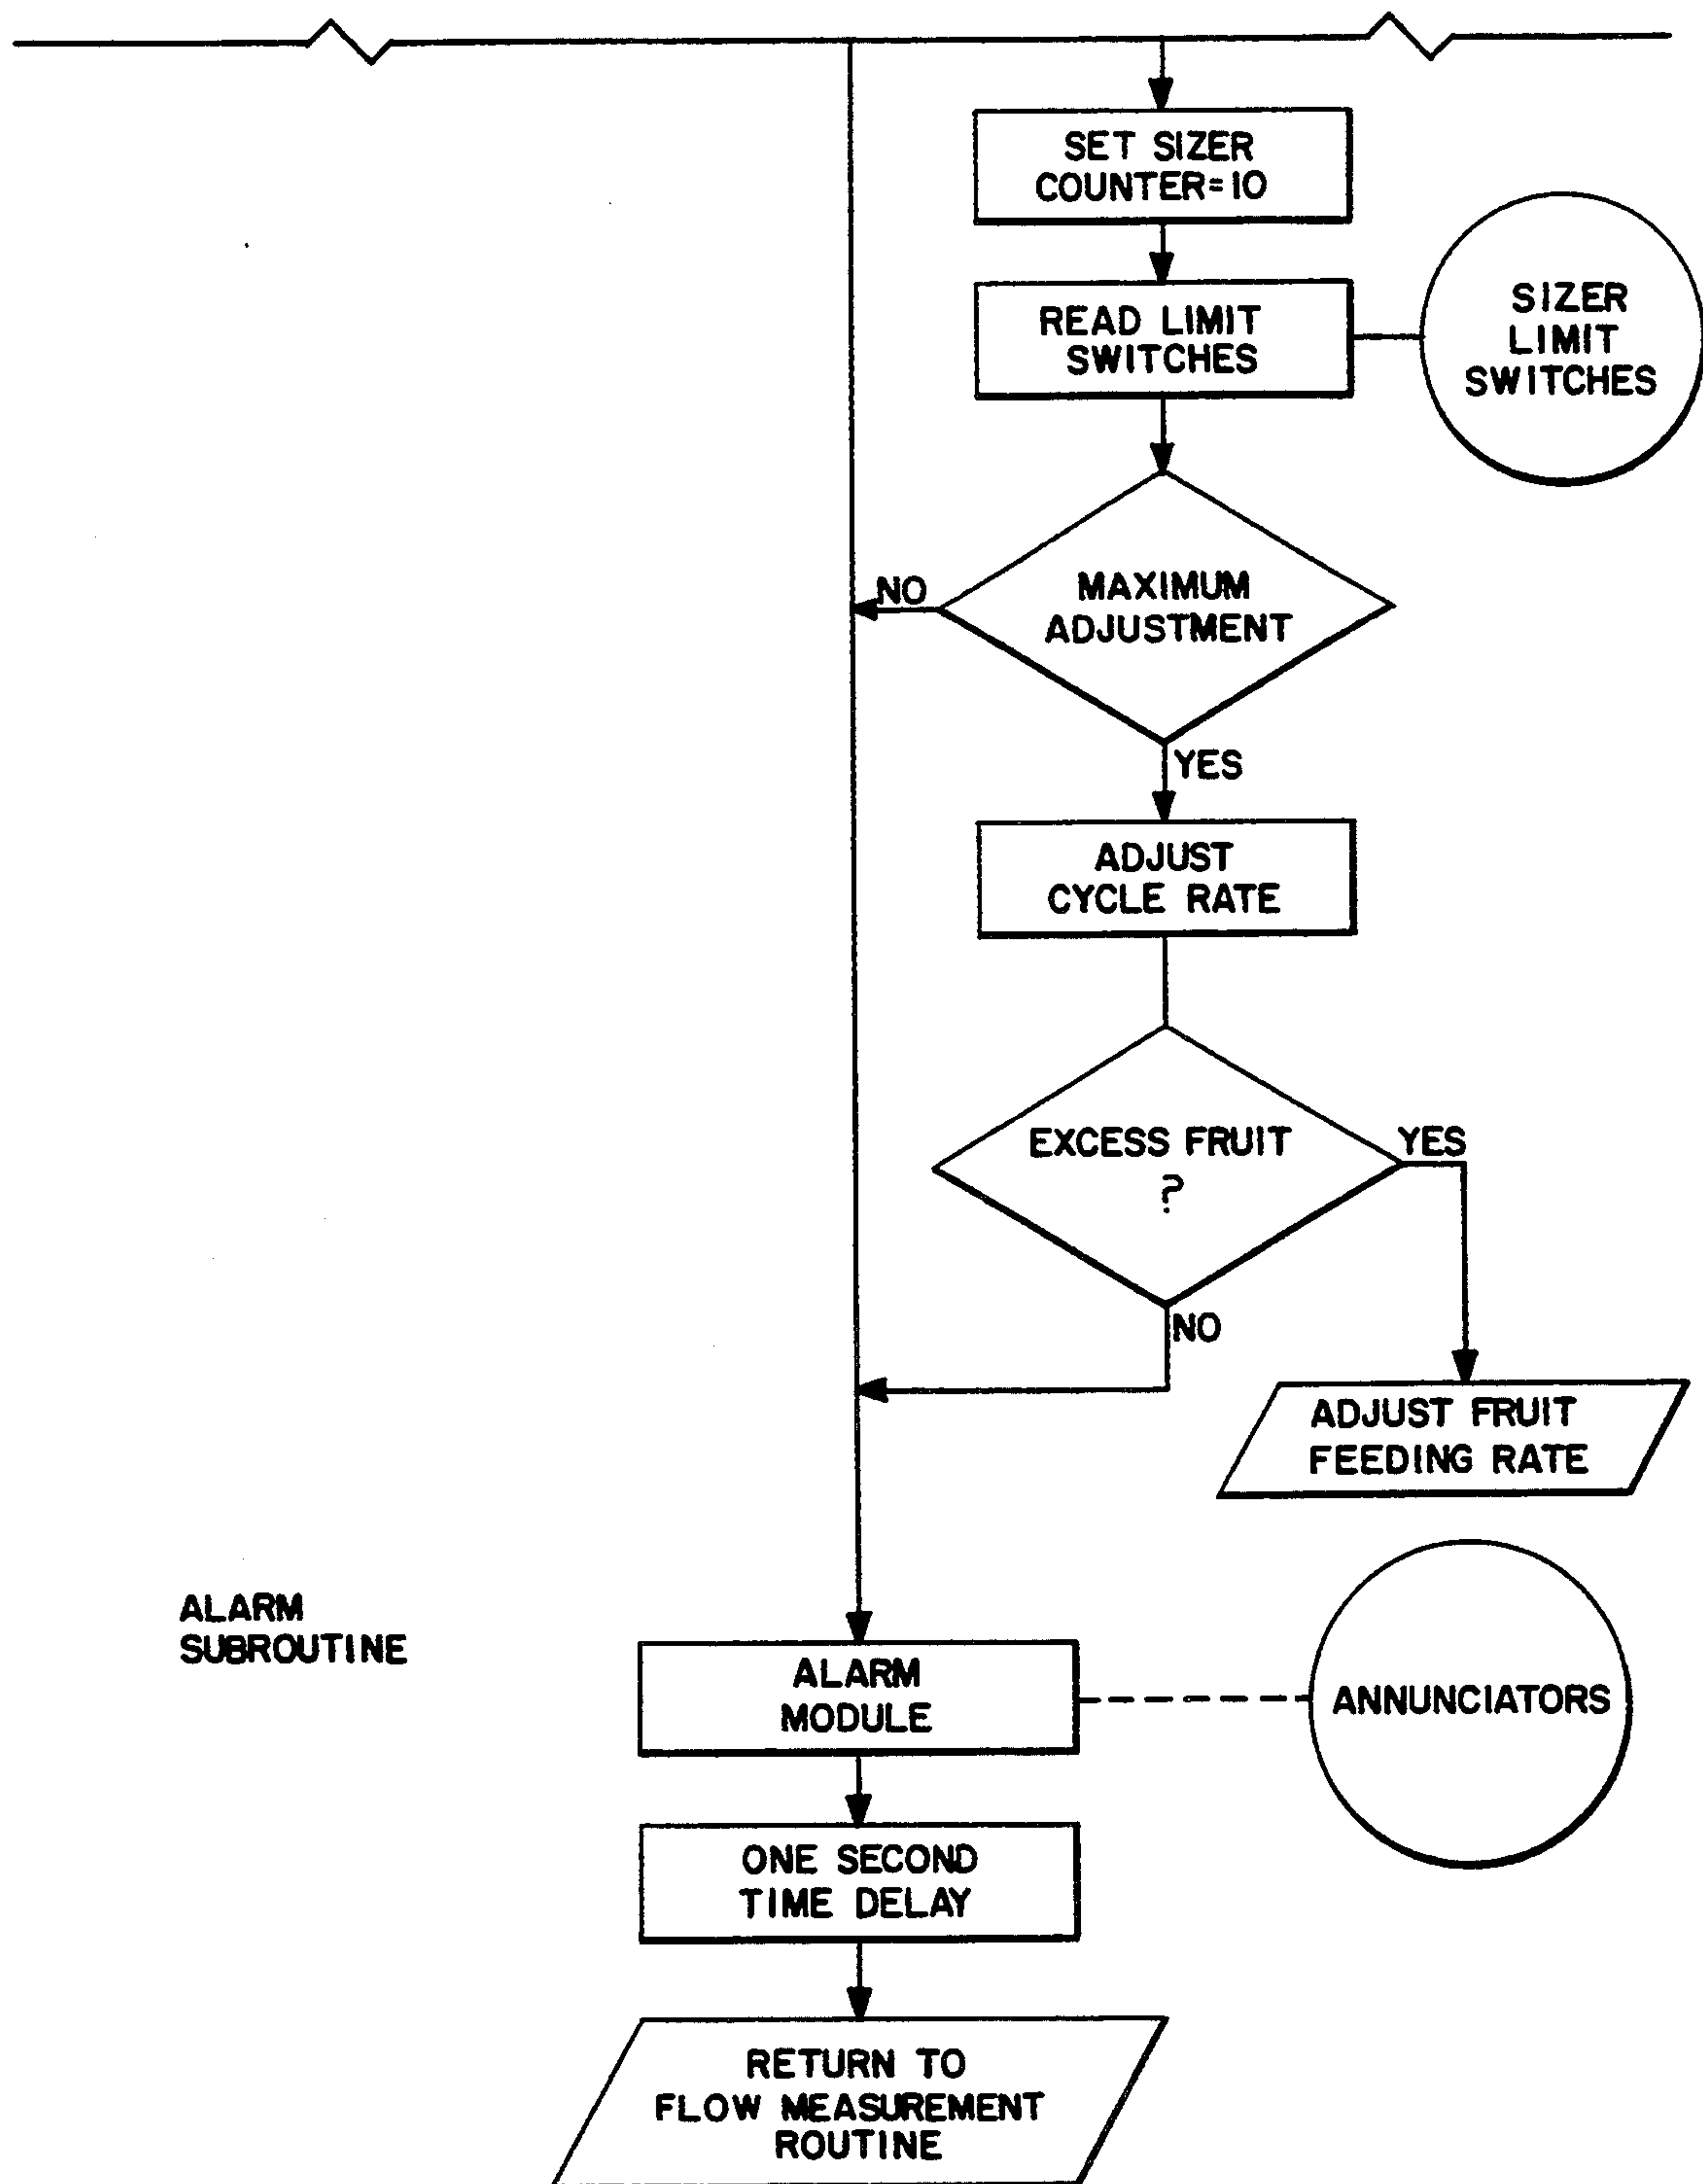 SET SIZER
COUNTER=10
READ LIMIT
SWITCHES
SIZER
LIMIT
SWITCHES
NO
MAXIMUM
ADJUSTMENT
YES
ADJUST
CYCLE RATE
EXCESS FRUIT
?
YES
NO
ADJUST FRUIT
FEEDING RATE
ALARM
SUBROUTINE
ALARM
MODULE
ANNUNCIATORS
ONE SECOND
TIME DELAY
RETURN TO
FLOW MEASUREMENT
ROUTINE